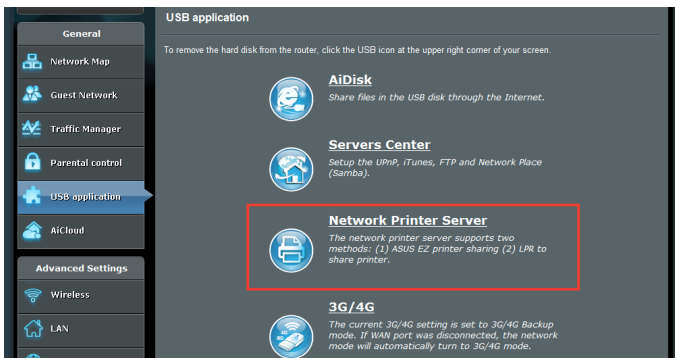 General
Network Map
Guest Network
Traffic Manager
Parental control
USB application
AiCloud
Advanced Settings
Wireless
LAN
USB application
To remove the hard disk from the router, click the USB icon at the upper right corner of your screen.
AiDisk
Share files in the USB disk through the Internet.
Servers Center
Setup the UPnP, iTunes, FTP and Network Place
(Samba).
Network Printer Server
The network printer server supports two
methods: (1) ASUS EZ printer sharing (2) LPR to
share printer.
3G/4G
The current 3G/4G setting is set to 3G/4G Backup
mode. If WAN port was disconnected, the network
mode will automatically turn to 3G/4G mode.